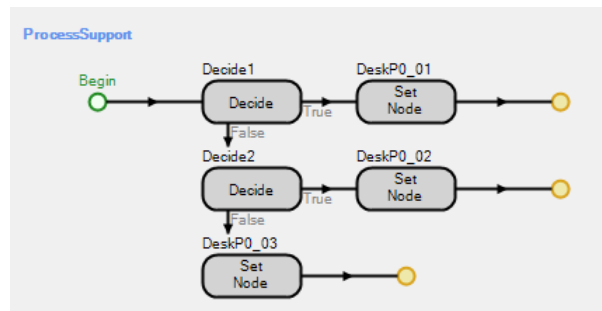 ProcessSupport
Begin
Decide1
Decide
True
DeskP0_01
Set
Node
False
Decide2
Decide
True
DeskP0_02
Set
Node
False
DeskP0_03
Set
Node